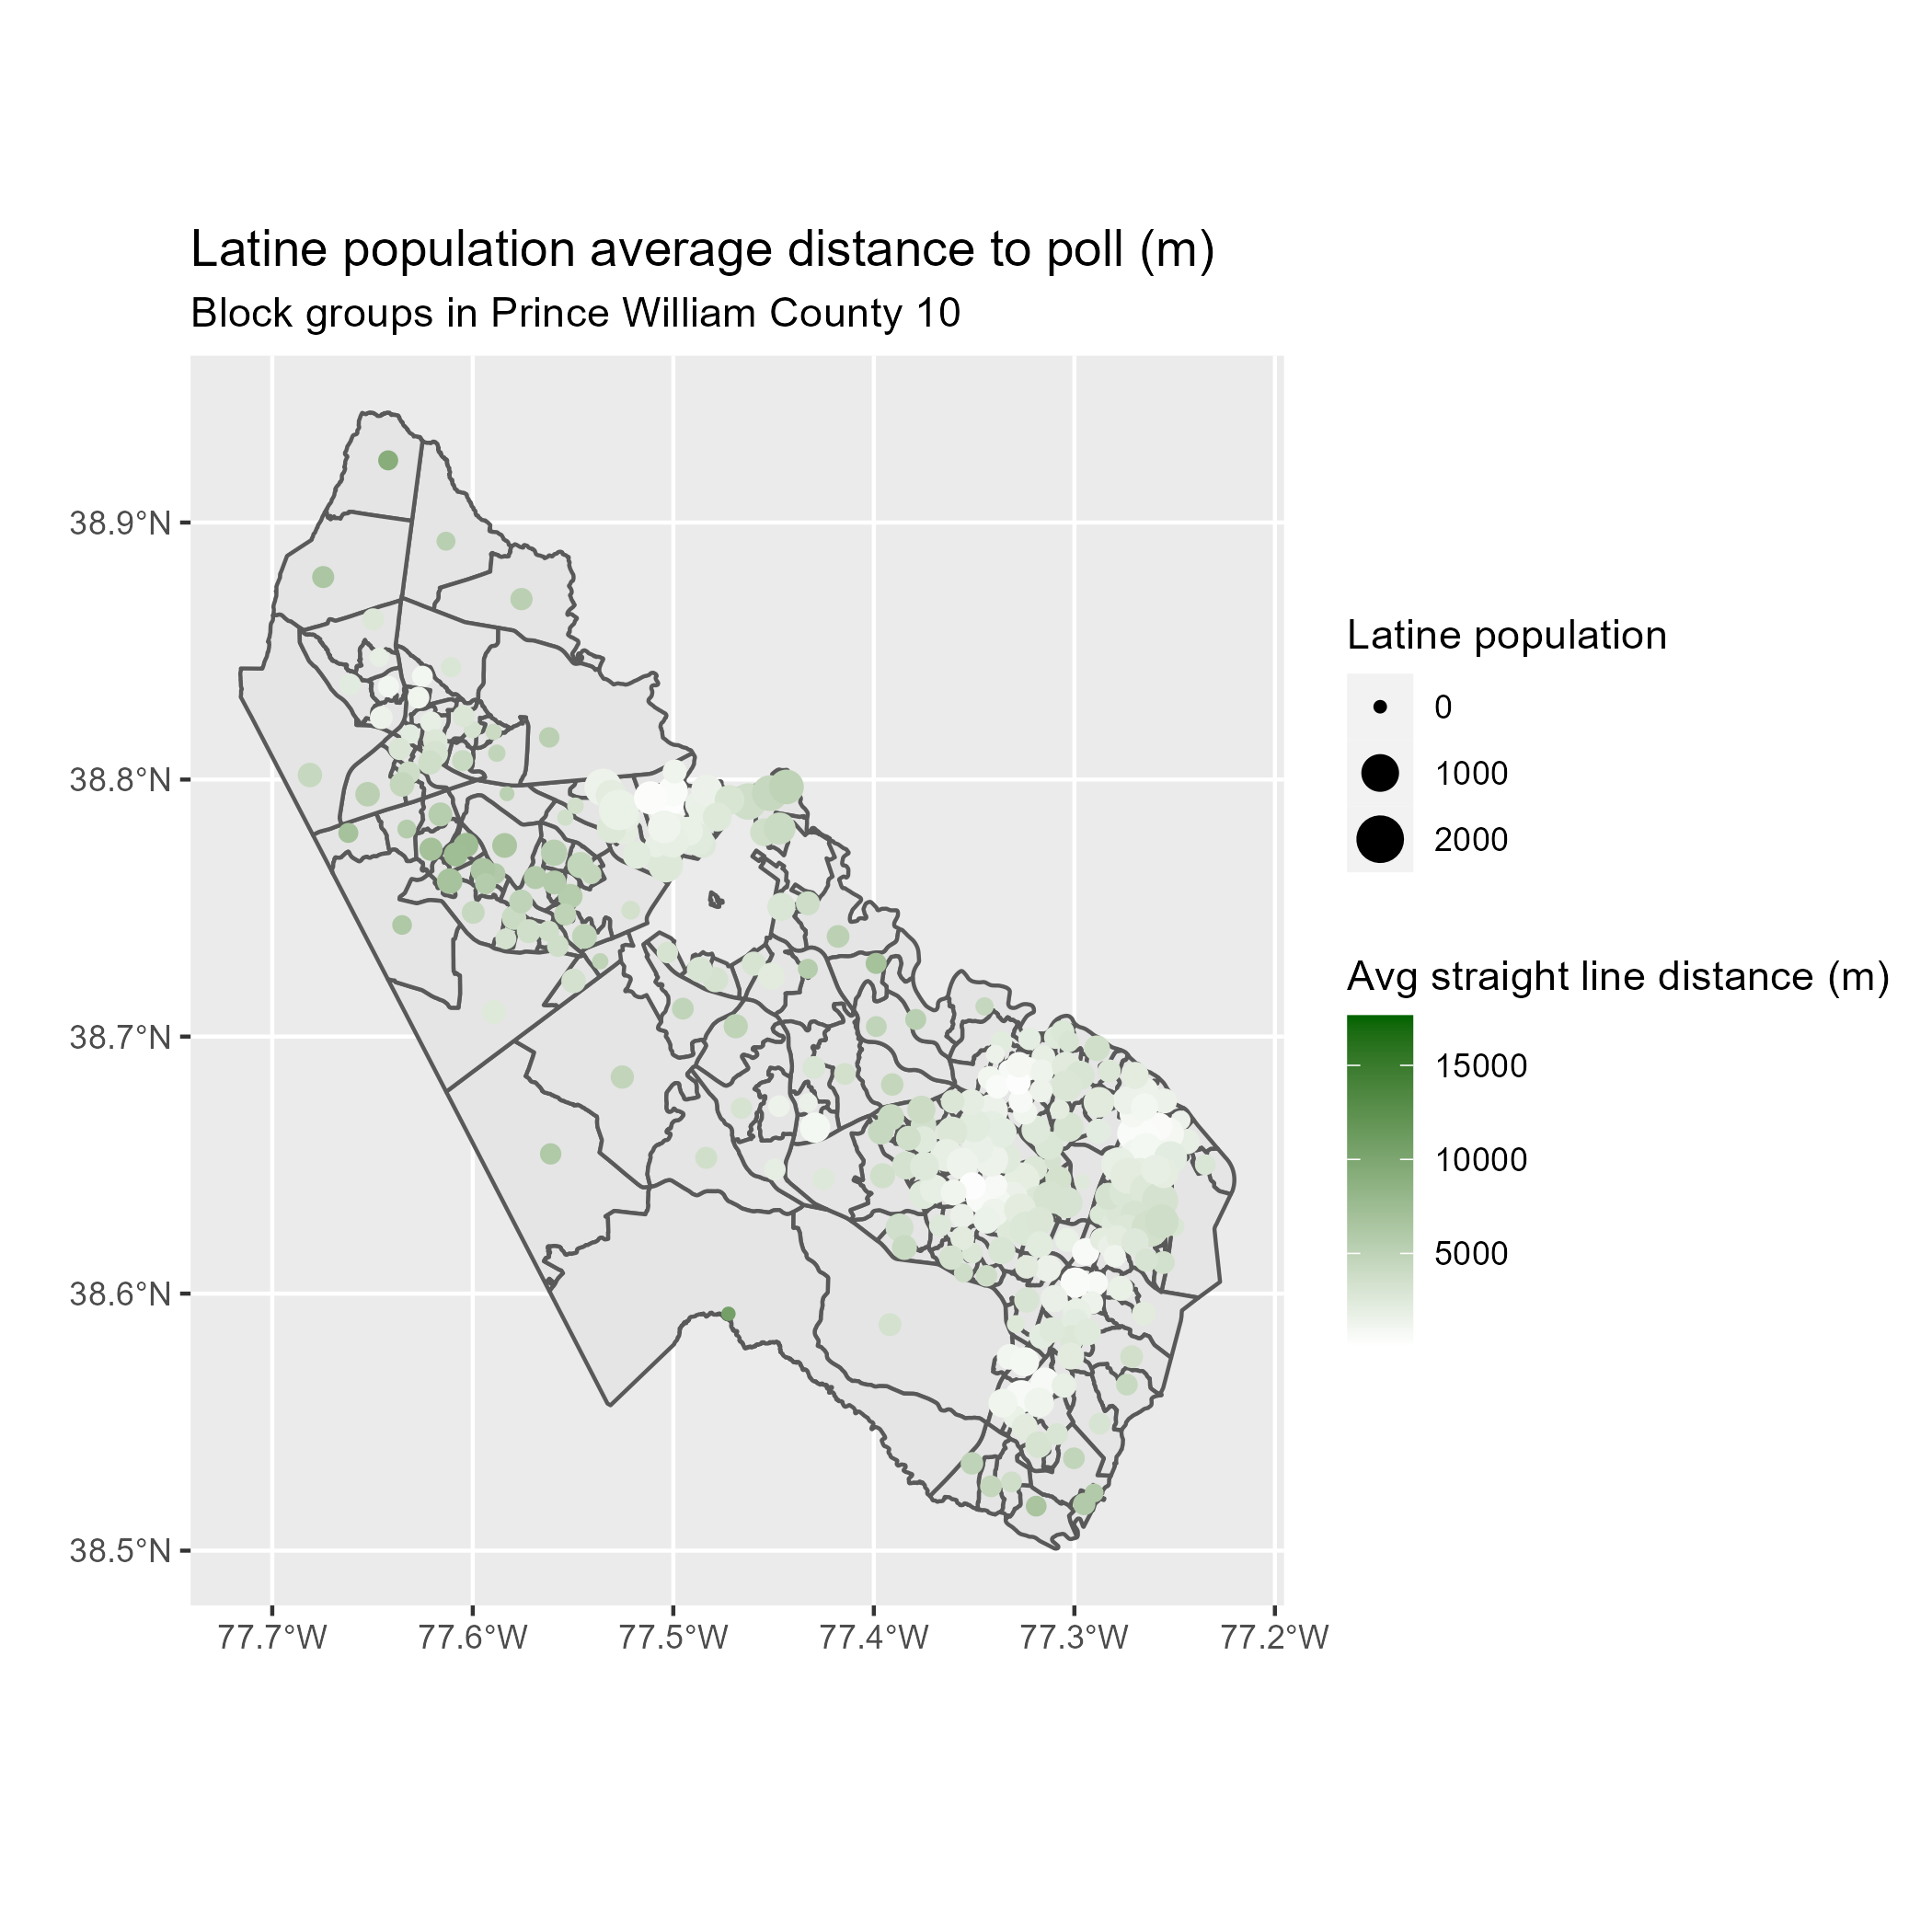 Latine population average distance to poll (m)
Block groups in Prince William County 10
38.9°N
38.8°N
38.7°N
38.6°N
38.5°N
77.7°W
77.6°W
77.5°W
77.4°W
77.3°W
77.2°W
Latine population
0
1000
2000
Avg straight line distance (m)
15000
10000
5000